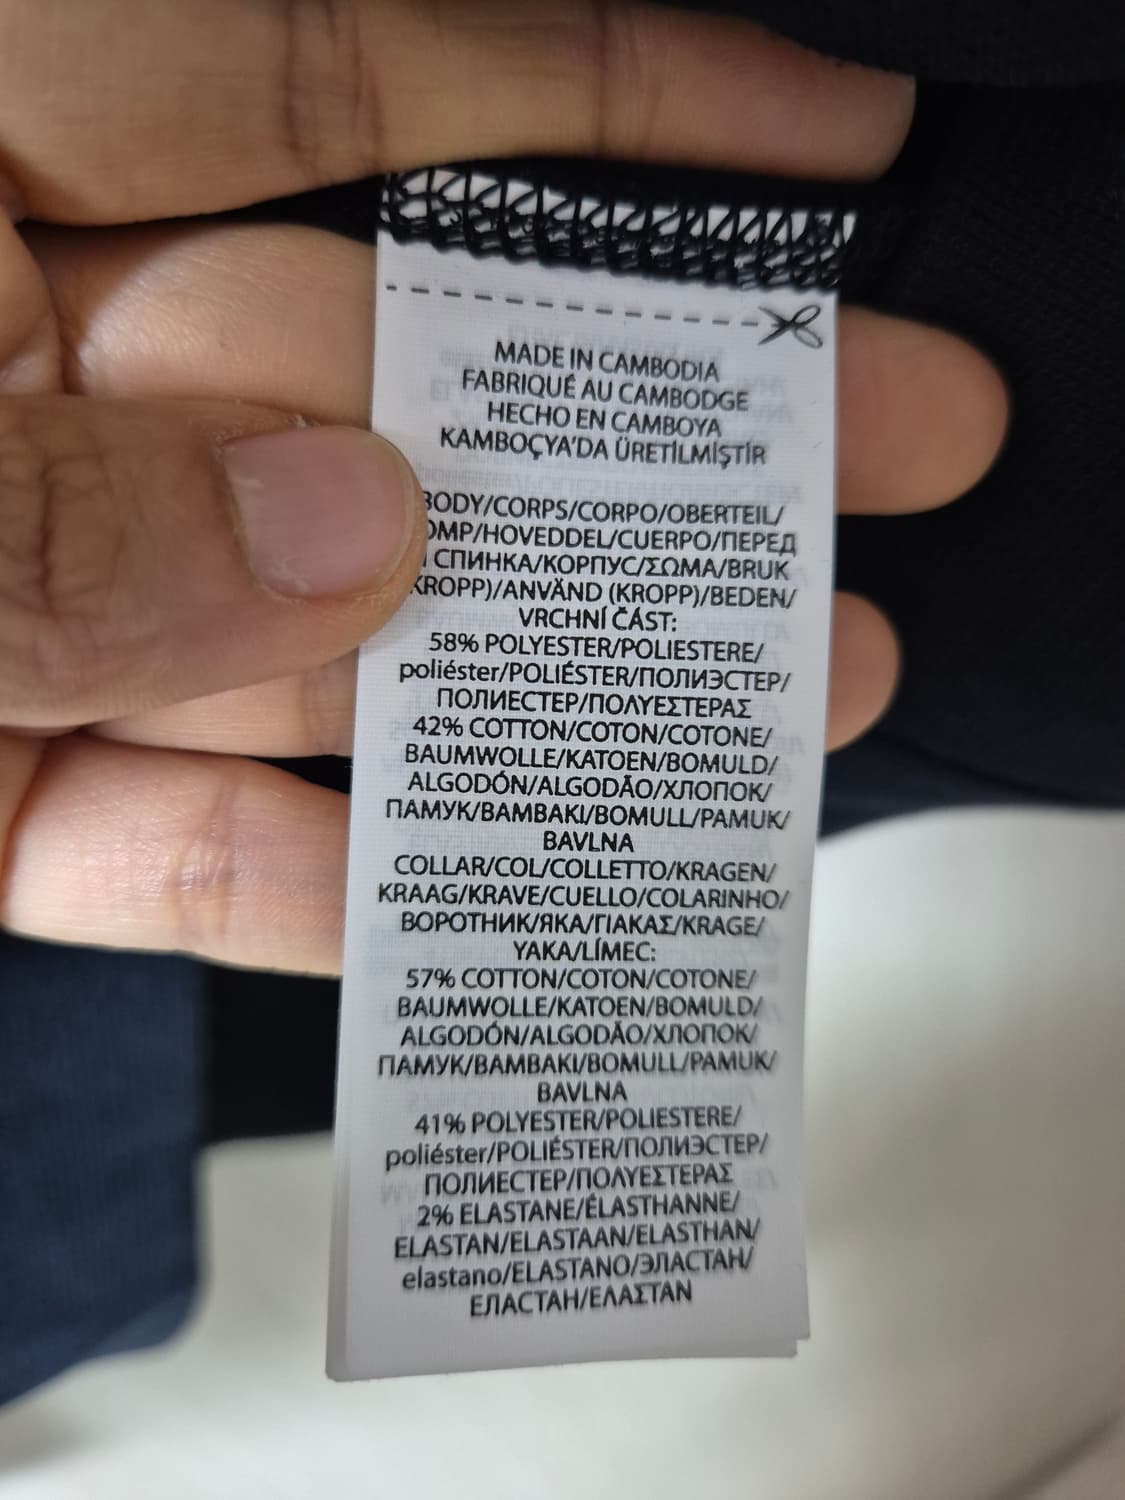 MADE IN CAMBODIA
FABRIQUÉ AU CAMBODGE
HECHO EN CAMBOYA
KAMBOÇYA'DA ÜRETİLMİŞTİR
BODY/CORPS/CORPO/OBERTEIL/
/HOVEDDEL/CUERPO/ПЕРЕД
СПИНКА/КОРПУС/ΣΩΜΑ/BRUK
KROPP)/ANVÄND (KROPP)/BEDEN/
VRCHNÍ ČÁST:
58% POLYESTER/POLIESTERE/
poliéster/POLIÉSTER/ПОЛИЭСТЕР/
ПОЛИЕСТЕР/ΠΟΛΥΕΣΤΕΡΑΣ
42% COTTON/COTON/COTONE/
BAUMWOLLE/KATOEN/BOMULD/
ALGODÓN/ALGODÃO/ХЛОПОК/
ПАМУК/ΒΑΜΒΑΚΙ/BOMULL/PAMUK/
BAVLNA
COLLAR/COL/COLLETTO/KRAGEN/
KRAAG/KRAVE/CUELLO/COLARINHO/
ВОРОТНИК/ЯКА/ΓΙΑΚΑΣ/KRAGE/
YAKA/LÍMEC:
57% COTTON/COTON/COTONE/
BAUMWOLLE/KATOEN/BOMULD/
ALGODÓN/ALGODÃO/ХЛОПОК/
ПАМУК/ΒΑΜΒΑΚΙ/BOMULL/PAMUK/
BAVLNA
41% POLYESTER/POLIESTERE/
poliéster/POLIÉSTER/ПОЛИЭСТЕР/
ПОЛИЕСТЕР/ΠΟΛΥΕΣΤΕΡΑΣ
2% ELASTANE/ÉLASTHANNE/
ELASTAN/ELASTAAN/ELASTHAN/
elastano/ELASTANO/ЭЛАСТАН/
ЕЛАСТАН/ΕΛΑΣΤΑΝ